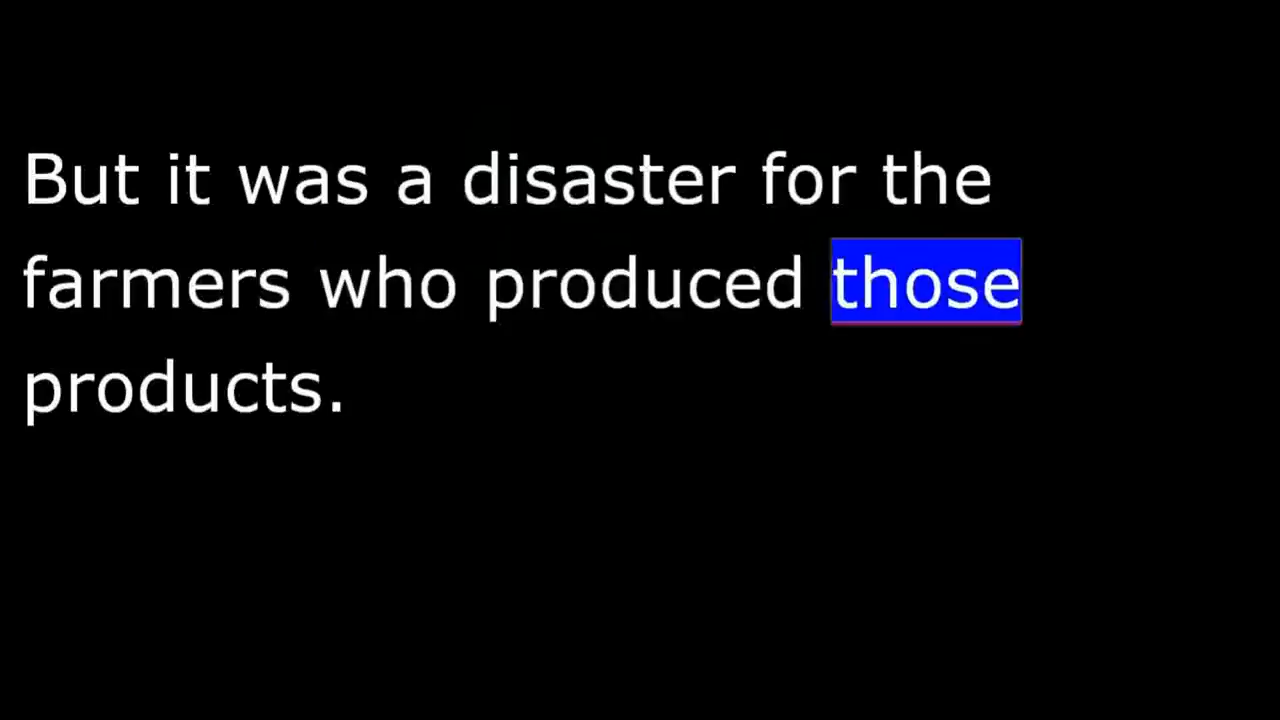 But it was a disaster for the
farmers who produced those
products.